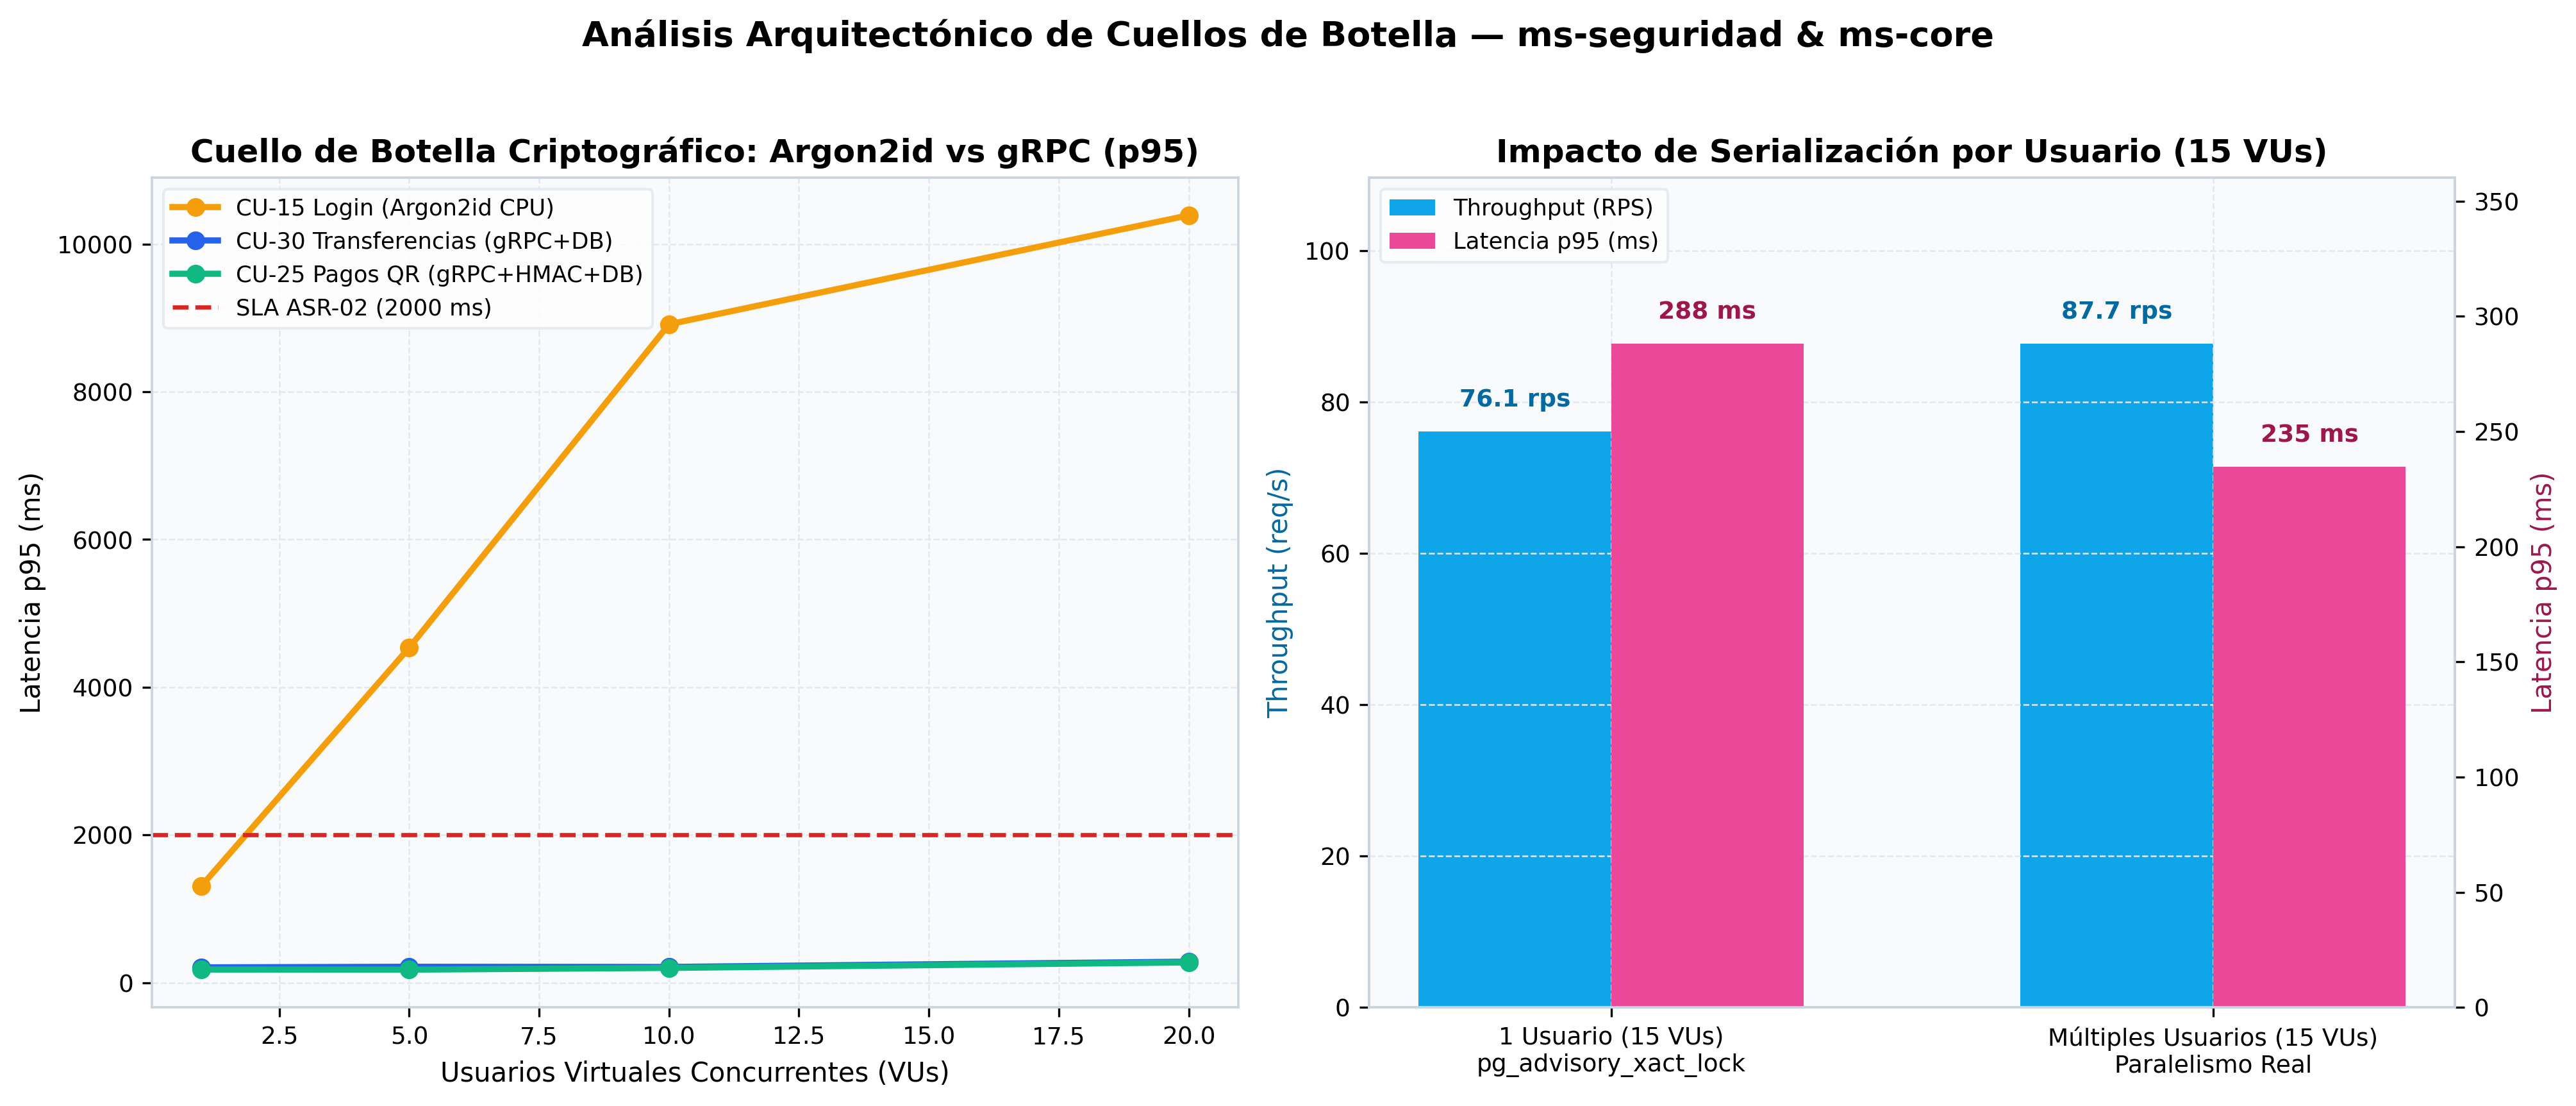 Análisis Arquitectónico de Cuellos de Botella — ms-seguridad & ms-core
Cuello de Botella Criptográfico: Argon2id vs gRPC (p95)
CU-15 Login (Argon2id CPU)
CU-30 Transferencias (gRPC+DB)
CU-25 Pagos QR (gRPC+HMAC+DB)
SLA ASR-02 (2000 ms)
Latencia p95 (ms)
10000
8000
6000
4000
2000
0
2.5 5.0 7.5 10.0 12.5 15.0 17.5 20.0
Usuarios Virtuales Concurrentes (VUs)
Impacto de Serialización por Usuario (15 VUs)
Throughput (RPS)
Latencia p95 (ms)
Throughput (req/s)
100
80
60
40
20
0
76.1 rps
288 ms
87.7 rps
235 ms
350
300
250
200
150
100
50
0
Latencia p95 (ms)
1 Usuario (15 VUs)
pg_advisory_xact_lock
Múltiples Usuarios (15 VUs)
Paralelismo Real